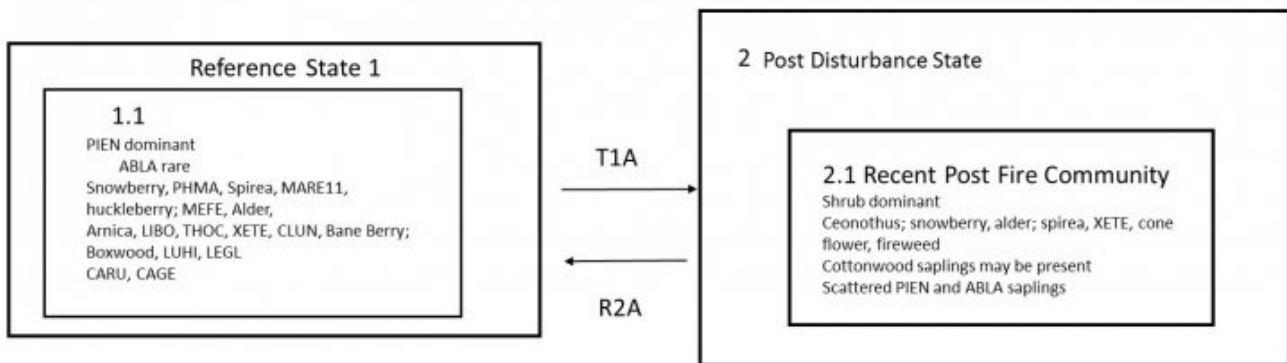 Reference State 1
1.1
PIEN dominant
ABLA rare
Snowberry, PHMA, Spirea, MARE11,
huckleberry; MEFE, Alder,
Arnica, LIBO, THOC, XETE, CLUN, Bane Berry;
Boxwood, LUHI, LEGL
CARU, CAGE
T1A
R2A
2 Post Disturbance State
2.1 Recent Post Fire Community
Shrub dominant
Ceonothus; snowberry, alder; spirea, XETE, cone
flower, fireweed
Cottonwood saplings may be present
Scattered PIEN and ABLA saplings